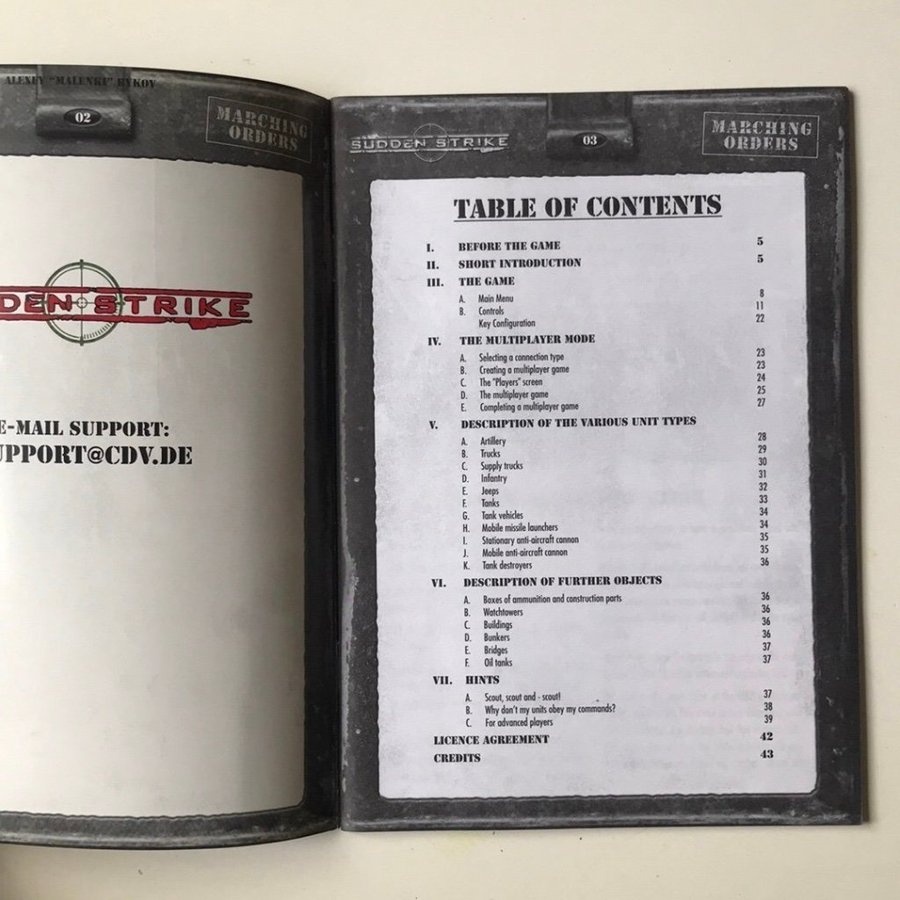 ALEXEY "MALENKI" RYKOV
02
MARCHING
ORDERS
DEN STRIKE
E-MAIL SUPPORT:
UPPORT@CDV.DE
SUDDEN STRIKE
03
MARCHING
ORDERS
TABLE OF CONTENTS
I. BEFORE THE GAME 5
II. SHORT INTRODUCTION 5
III. THE GAME
A. Main Menu 8
B. Controls 11
Key Configuration 22
IV. THE MULTIPLAYER MODE
A. Selecting a connection type 23
B. Creating a multiplayer game 23
C. The "Players" screen 24
D. The multiplayer game 25
E. Completing a multiplayer game 27
V. DESCRIPTION OF THE VARIOUS UNIT TYPES
A. Artillery 28
B. Trucks 29
C. Supply trucks 30
D. Infantry 31
E. Jeeps 32
F. Tanks 33
G. Tank vehicles 34
H. Mobile missile launchers 34
I. Stationary anti-aircraft cannon 35
J. Mobile anti-aircraft cannon 35
K. Tank destroyers 36
VI. DESCRIPTION OF FURTHER OBJECTS
A. Boxes of ammunition and construction parts 36
B. Watchtowers 36
C. Buildings 36
D. Bunkers 36
E. Bridges 37
F. Oil tanks 37
VII. HINTS
A. Scout, scout and - scout! 37
B. Why don't my units obey my commands? 38
C. For advanced players 39
LICENCE AGREEMENT 42
CREDITS 43